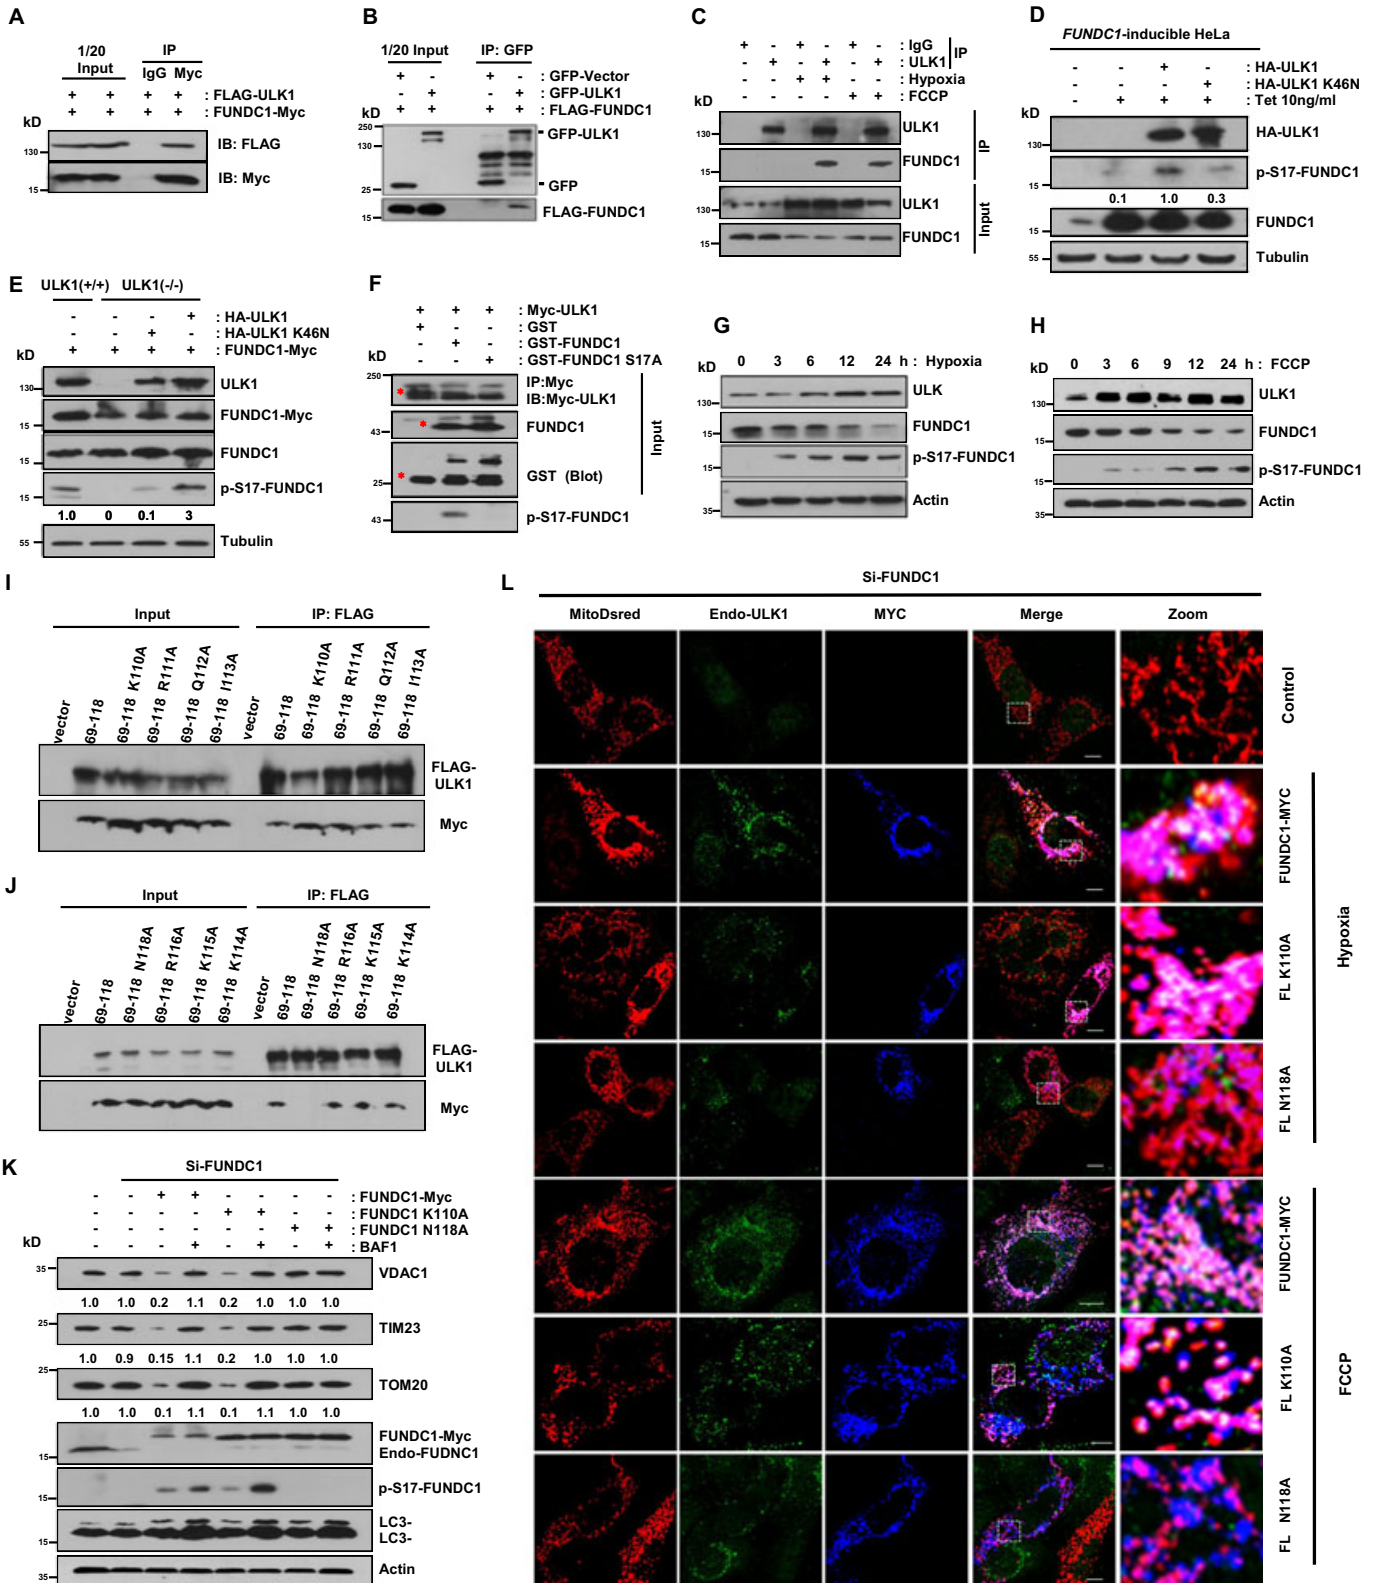 A
1/20
Input
IP
IgG Myc
+ + + + : FLAG-ULK1
+ + + + : FUNDC1-Myc
kD
130
IB: FLAG
15
IB: Myc
B
1/20 Input
IP: GFP
+ - + - : GFP-Vector
- + - + : GFP-ULK1
+ + + + : FLAG-FUNDC1
kD
250
130
25
15
GFP-ULK1
GFP
FLAG-FUNDC1
C
+ - + - + - : IgG
- + - + - + : ULK1
IP
- - + + - - : Hypoxia
- - - - + + : FCCP
kD
130
ULK1
15
FUNDC1
IP
130
ULK1
15
FUNDC1
Input
D
FUNDC1-inducible HeLa
- - + - : HA-ULK1
- - - + : HA-ULK1 K46N
- + + + : Tet 10ng/ml
kD
130
HA-ULK1
15
p-S17-FUNDC1
0.1 1.0 0.3
15
FUNDC1
55
Tubulin
E
ULK1(+/+) ULK1(-/-)
- - - + : HA-ULK1
- - + - : HA-ULK1 K46N
+ + + + : FUNDC1-Myc
kD
130
ULK1
15
FUNDC1-Myc
15
FUNDC1
15
p-S17-FUNDC1
1.0 0 0.1 3
55
Tubulin
F
+ + + : Myc-ULK1
+ - - : GST
- + - : GST-FUNDC1
- - + : GST-FUNDC1 S17A
kD
250
*
IP:Myc
IB:Myc-ULK1
43
*
FUNDC1
*
25
GST (Blot)
Input
43
p-S17-FUNDC1
G
kD 0 3 6 12 24 h : Hypoxia
130
ULK
15
FUNDC1
15
p-S17-FUNDC1
35
Actin
H
kD 0 3 6 9 12 24 h : FCCP
130
ULK1
15
FUNDC1
15
p-S17-FUNDC1
35
Actin
I
Input
IP: FLAG
vector
69-118
69-118 K110A
69-118 R111A
69-118 Q112A
69-118 I113A
vector
69-118
69-118 K110A
69-118 R111A
69-118 Q112A
69-118 I113A
FLAG-
ULK1
Myc
J
Input
IP: FLAG
vector
69-118
69-118 N118A
69-118 R116A
69-118 K115A
69-118 K114A
vector
69-118
69-118 N118A
69-118 R116A
69-118 K115A
69-118 K114A
FLAG-
ULK1
Myc
K
Si-FUNDC1
- - + + - - - - : FUNDC1-Myc
- - - - + + - - : FUNDC1 K110A
- - - - - - + + : FUNDC1 N118A
- - - + - + - + : BAF1
kD
35
VDAC1
1.0 1.0 0.2 1.1 0.2 1.0 1.0 1.0
25
TIM23
1.0 0.9 0.15 1.1 0.2 1.0 1.0 1.0
25
TOM20
1.0 1.0 0.1 1.1 0.1 1.1 1.0 1.0
FUNDC1-Myc
15
Endo-FUDNC1
15
p-S17-FUNDC1
LC3-
15
LC3-
35
Actin
L
Si-FUNDC1
MitoDsred Endo-ULK1 MYC Merge Zoom
Control
FUNDC1-MYC
FL K110A
FL N118A
Hypoxia
FUNDC1-MYC
FL K110A
FL N118A
FCCP